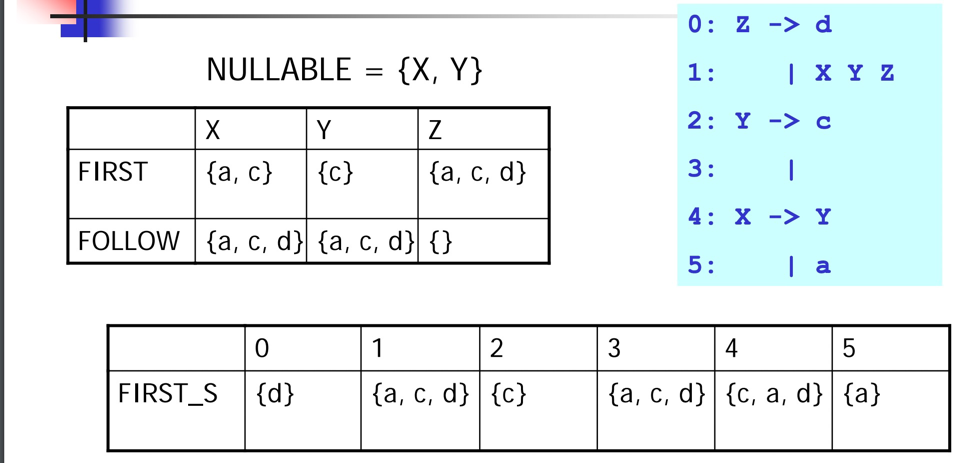 0: Z -> d
NULLABLE = {X, Y}
1: | X Y Z
2: Y -> c
3: |
4: X -> Y
5: | a
X Y Z
FIRST {a, c} {c} {a, c, d}
FOLLOW {a, c, d} {a, c, d} {}
0 1 2 3 4 5
FIRST_S {d} {a, c, d} {c} {a, c, d} {c, a, d} {a}